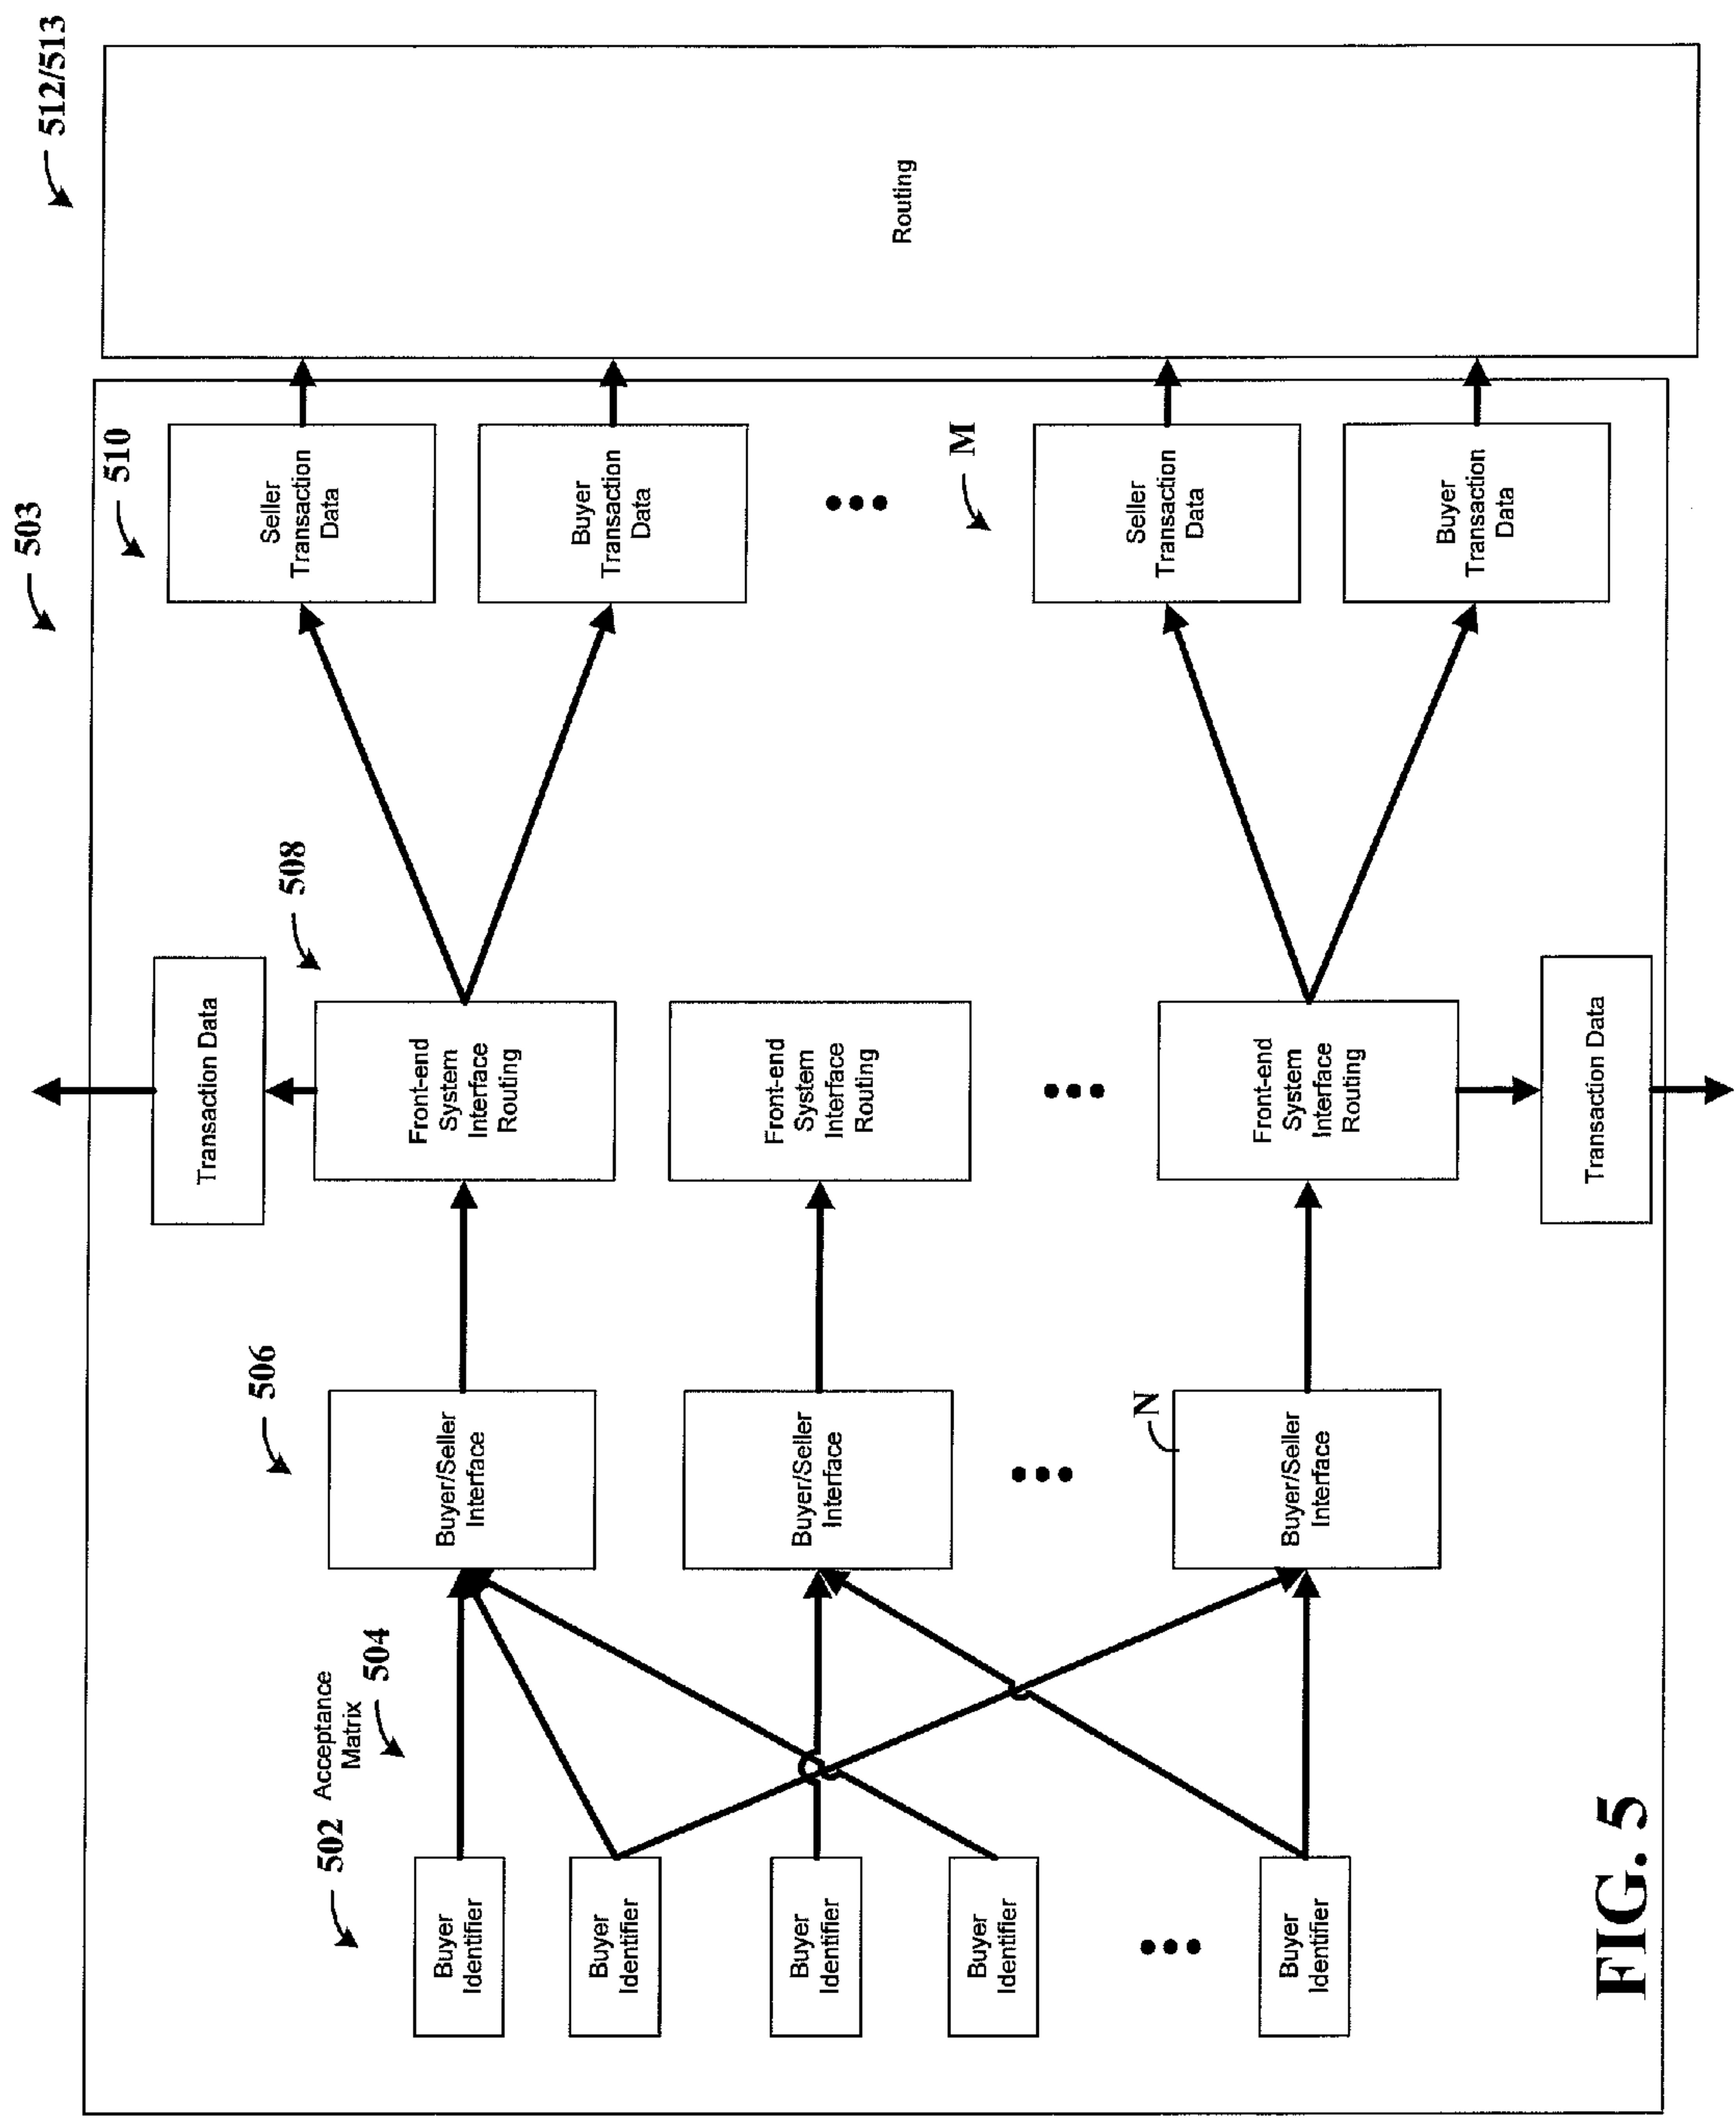 512/513
Routing
503
510
Seller
Transaction
Data
Buyer
Transaction
Data
M
Seller
Transaction
Data
Buyer
Transaction
Data
508
Transaction Data
Front-end
System
Interface
Routing
Front-end
System
Interface
Routing
Front-end
System
Interface
Routing
Transaction Data
506
Buyer/Seller
Interface
Buyer/Seller
Interface
N
Buyer/Seller
Interface
502
Acceptance
Matrix
504
Buyer
Identifier
Buyer
Identifier
Buyer
Identifier
Buyer
Identifier
Buyer
Identifier
FIG. 5